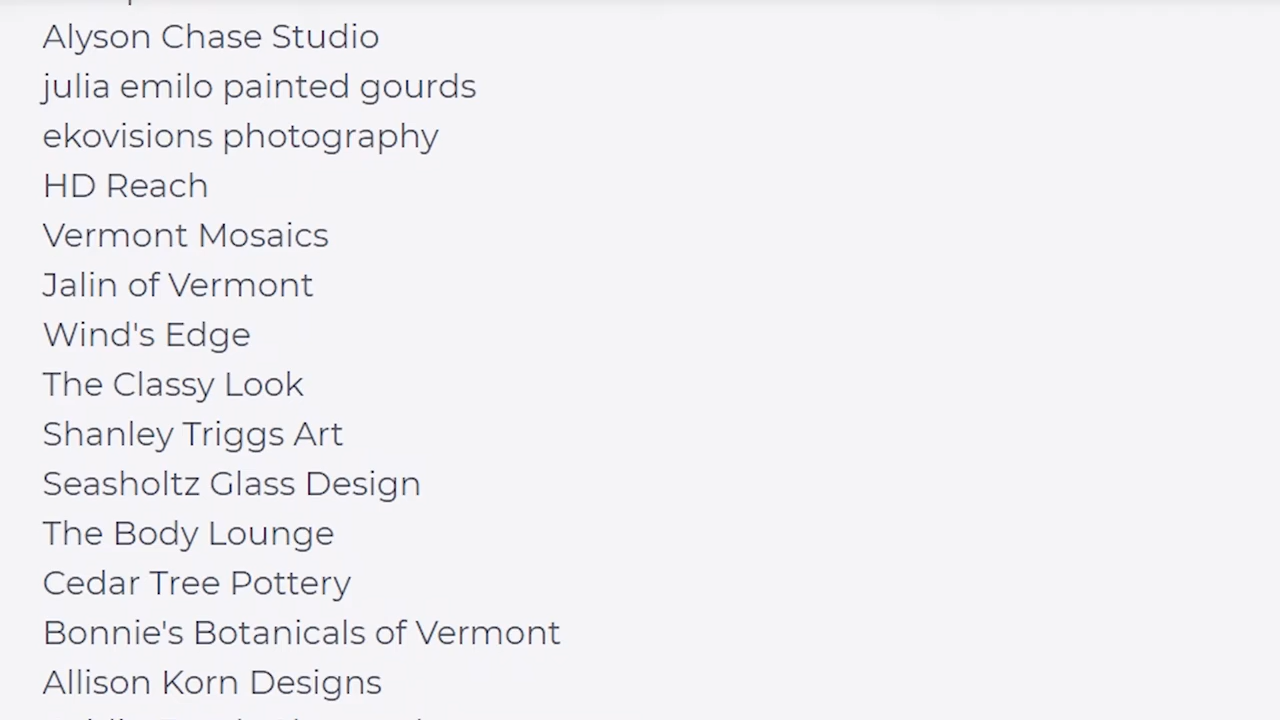 Alyson Chase Studio
julia emilo painted gourds
ekovisions photography
HD Reach
Vermont Mosaics
Jalin of Vermont
Wind's Edge
The Classy Look
Shanley Triggs Art
Seasholtz Glass Design
The Body Lounge
Cedar Tree Pottery
Bonnie's Botanicals of Vermont
Allison Korn Designs